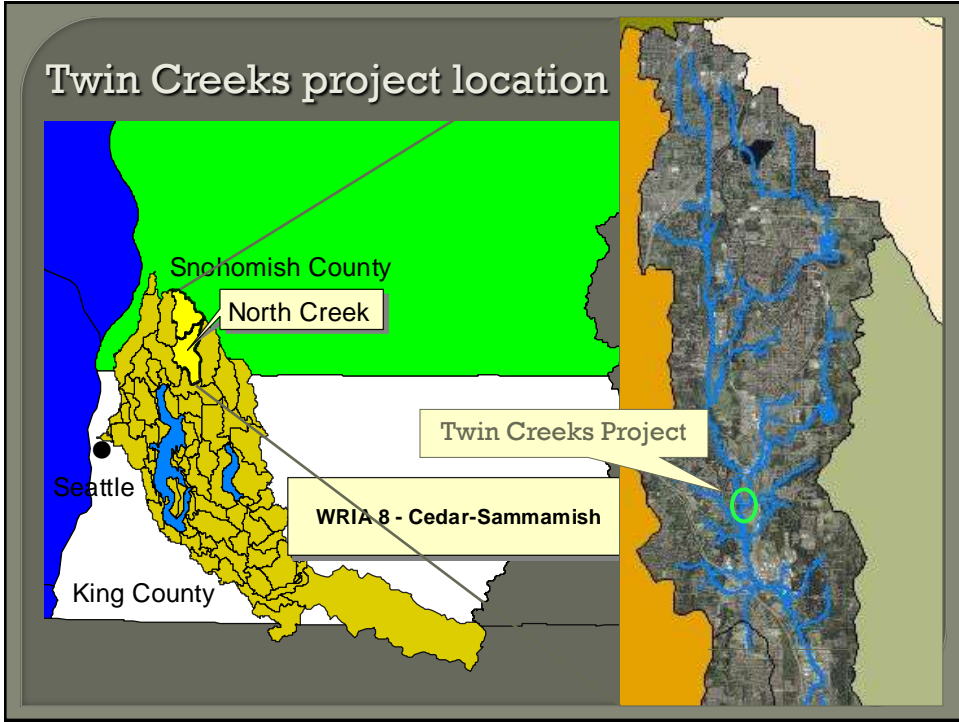 Twin Creeks project location
Snohomish County
North Creek
Twin Creeks Project
Seattle
WRIA 8 - Cedar-Sammamish
King County